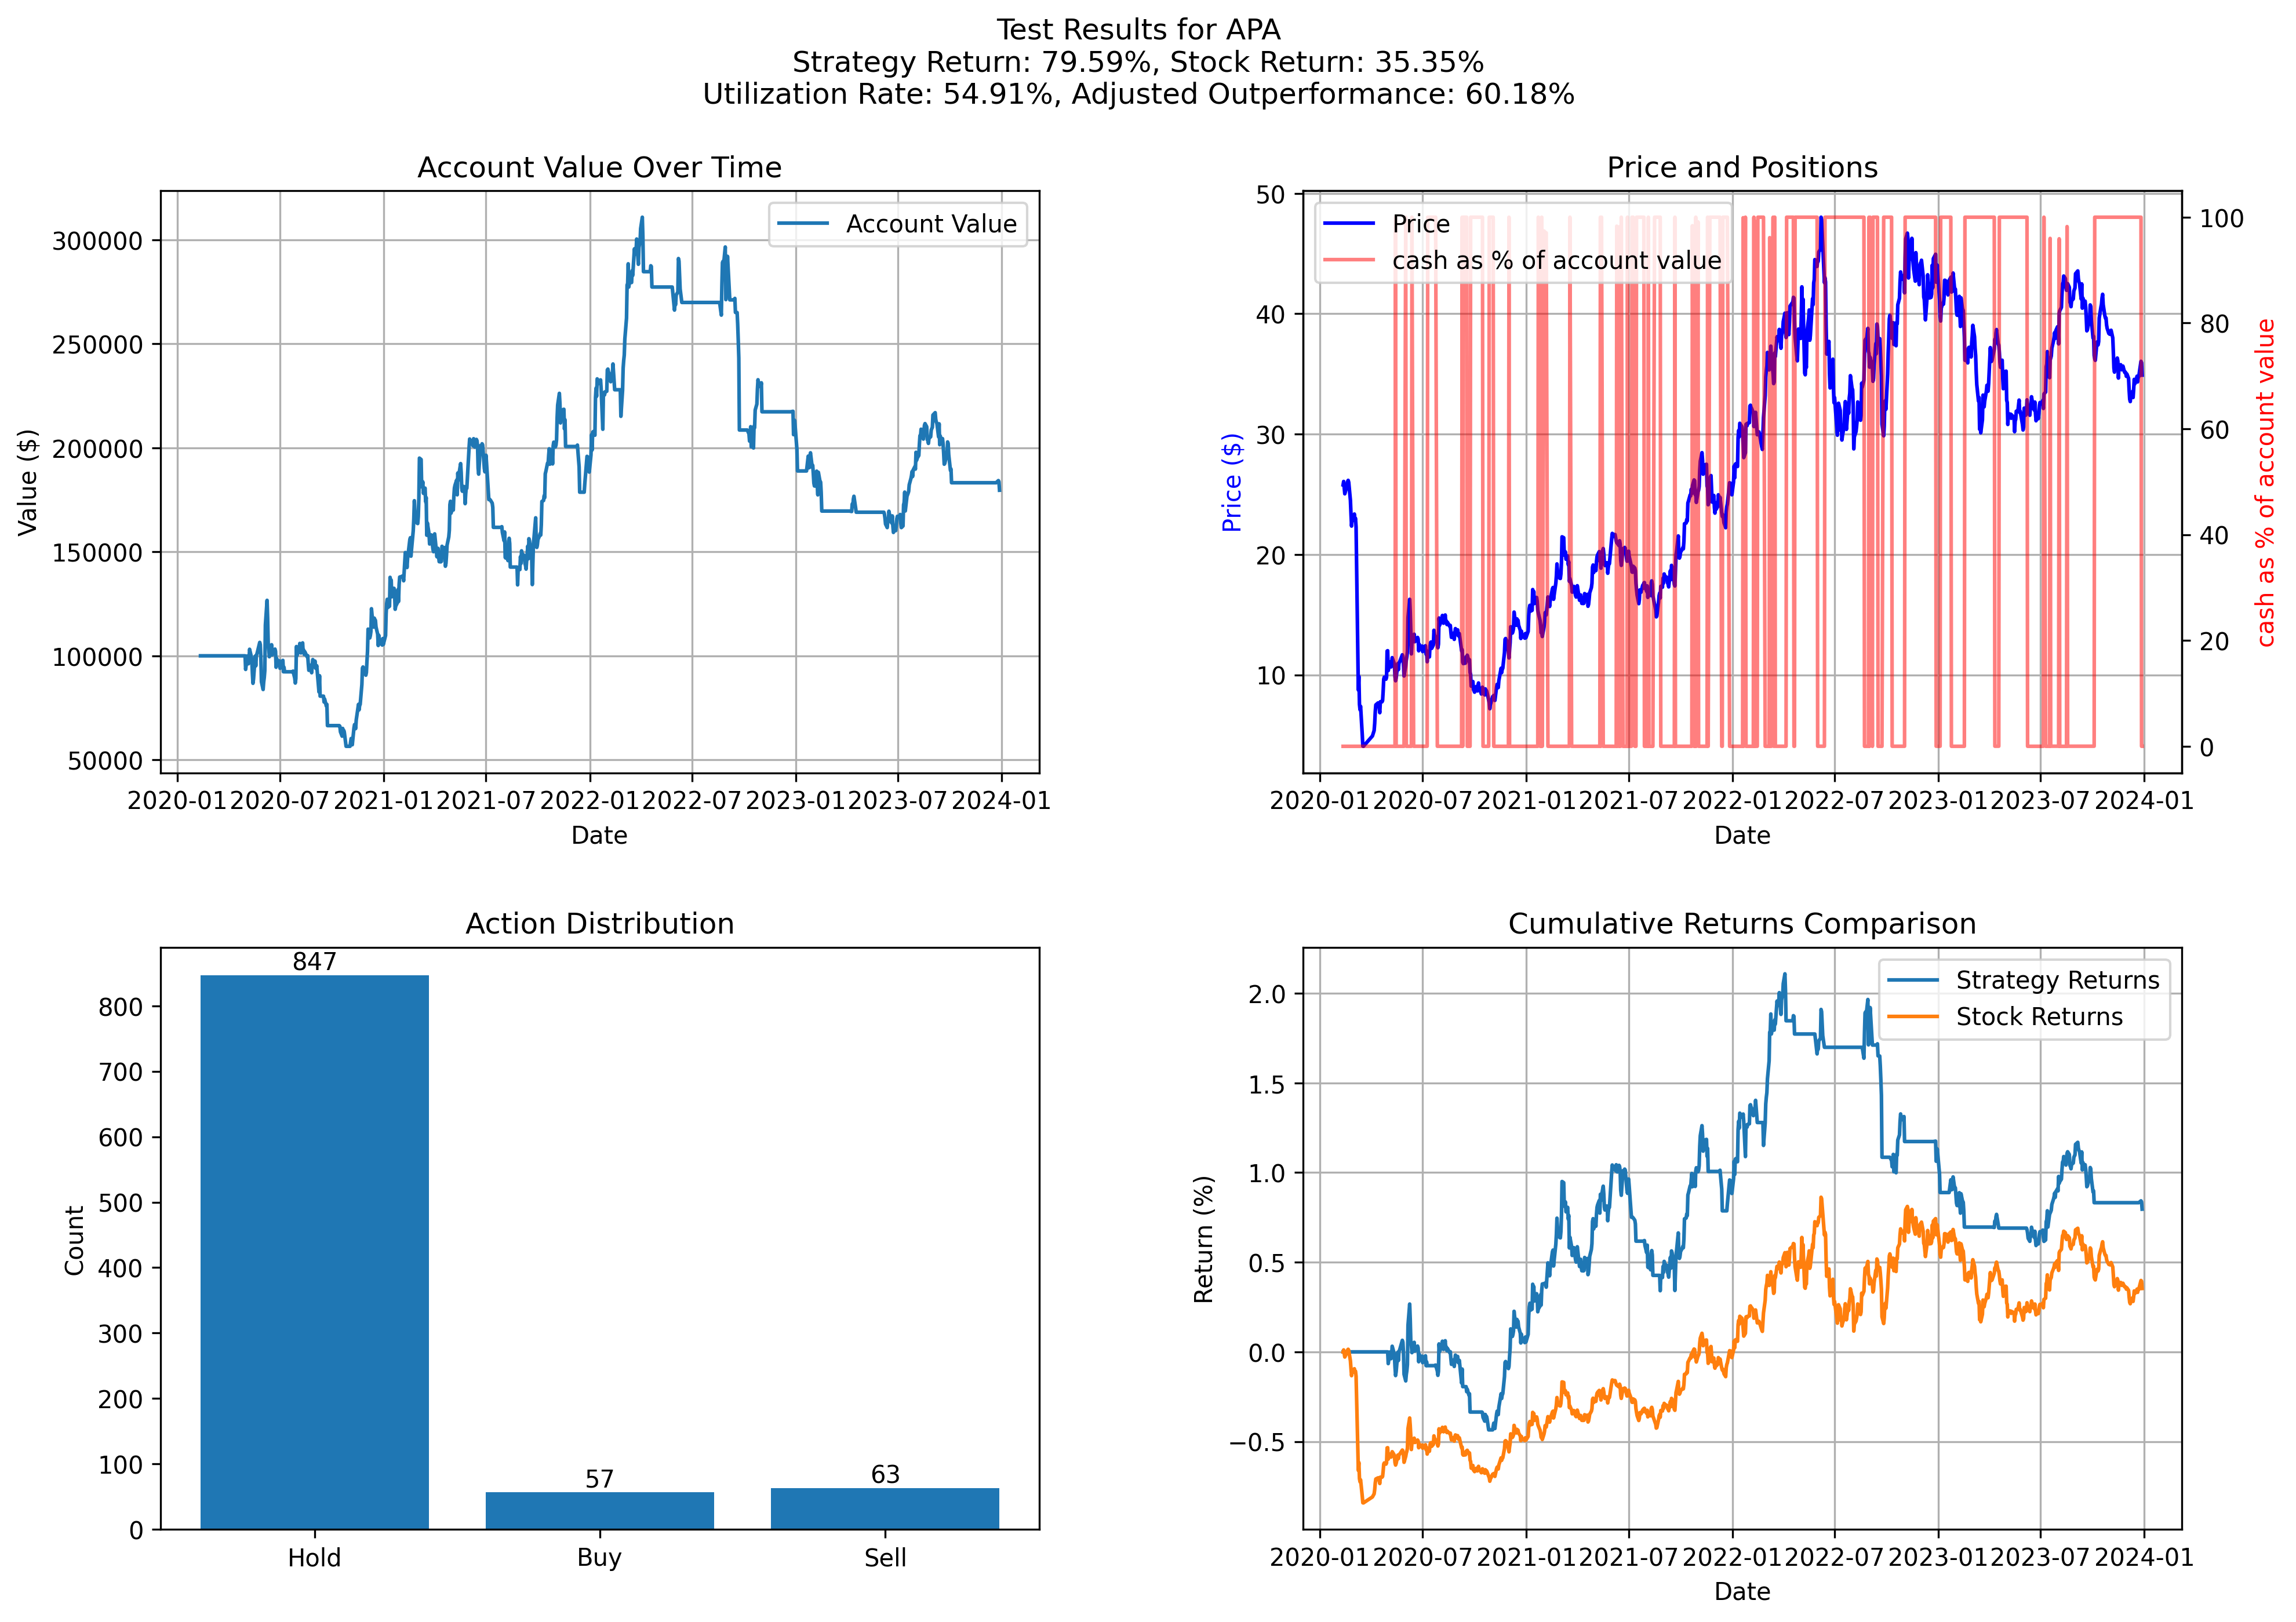 Test Results for APA
Strategy Return: 79.59%, Stock Return: 35.35%
Utilization Rate: 54.91%, Adjusted Outperformance: 60.18%
Account Value Over Time
Account Value
Value ($)
300000
250000
200000
150000
100000
50000
2020-01 2020-07 2021-01 2021-07 2022-01 2022-07 2023-01 2023-07 2024-01
Date
Price and Positions
Price
cash as % of account value
Price ($)
50
40
30
20
10
100
80
60
40
20
0
cash as % of account value
2020-01 2020-07 2021-01 2021-07 2022-01 2022-07 2023-01 2023-07 2024-01
Date
Action Distribution
Count
800
700
600
500
400
300
200
100
0
847
57
63
Hold Buy Sell
Cumulative Returns Comparison
Strategy Returns
Stock Returns
Return (%)
2.0
1.5
1.0
0.5
0.0
−0.5
2020-01 2020-07 2021-01 2021-07 2022-01 2022-07 2023-01 2023-07 2024-01
Date